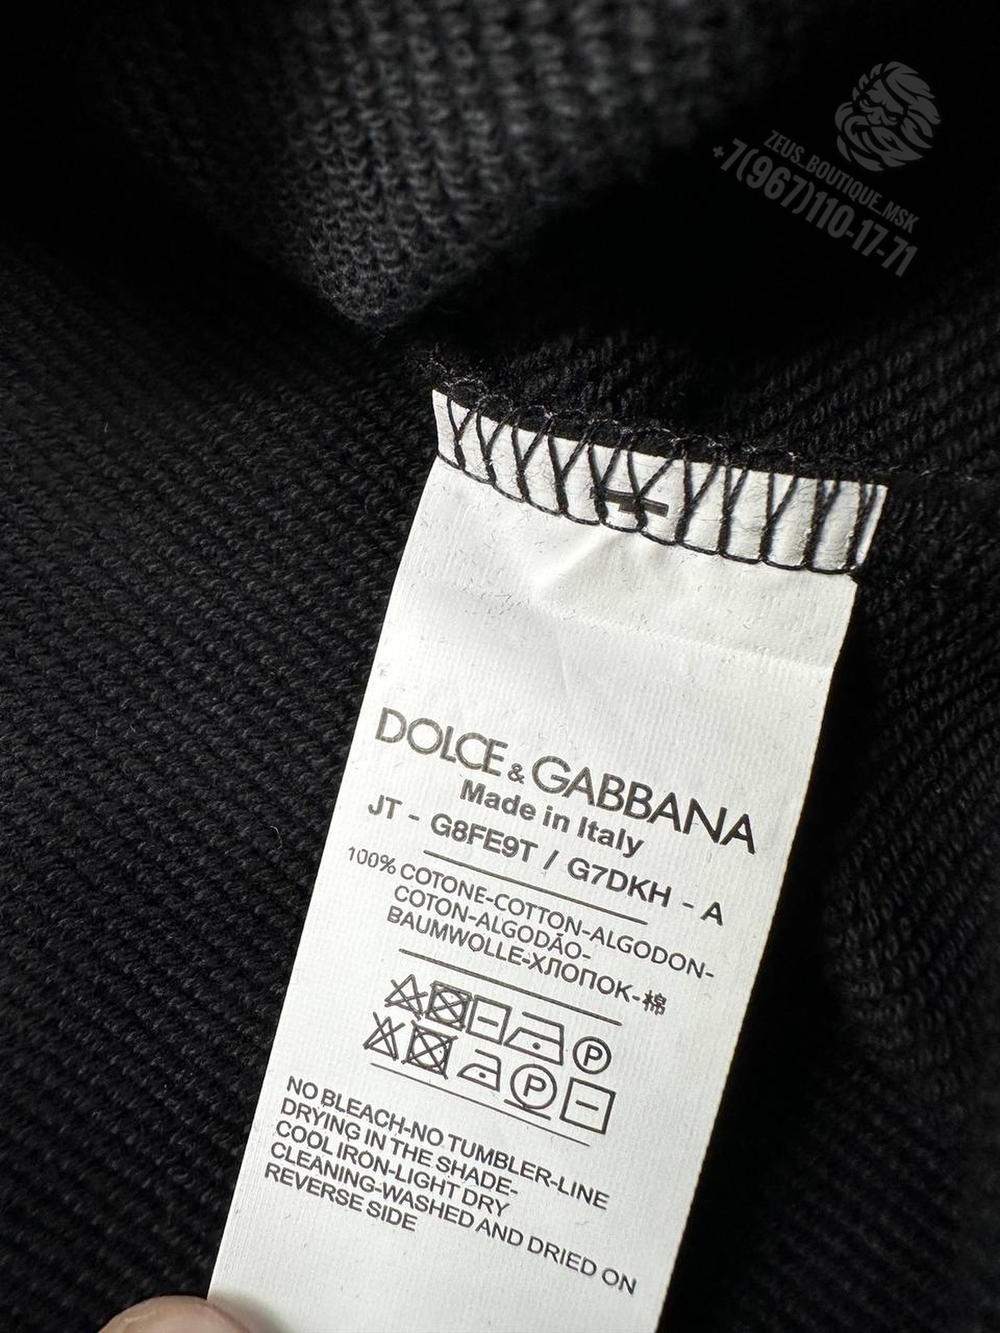 ZEUS_BOUTIQUE_MSK
+7(967)110-17-71
DOLCE & GABBANA
Made in Italy
JT - G8FE9T / G7DKH - A
100% COTONE-COTTON-ALGODON-
COTON-ALGODÃO-
BAUMWOLLE-ХЛОПОК-棉
P
P
NO BLEACH-NO TUMBLER-LINE
DRYING IN THE SHADE-
COOL IRON-LIGHT DRY
CLEANING-WASHED AND DRIED ON
REVERSE SIDE